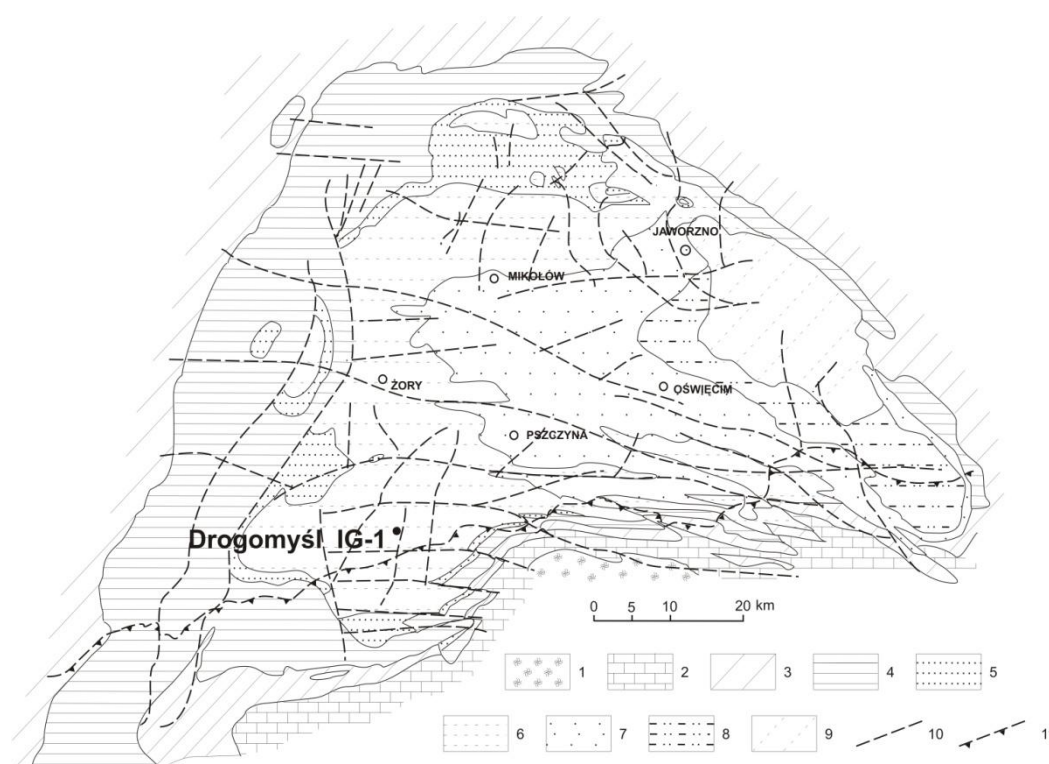 JAWORZNO
MIKOŁÓW
ŻORY
OŚWIĘCIM
PSZCZYNA
Drogomyśl IG-1
0 5 10 20 km
1 2 3 4 5
6 7 8 9 10 1